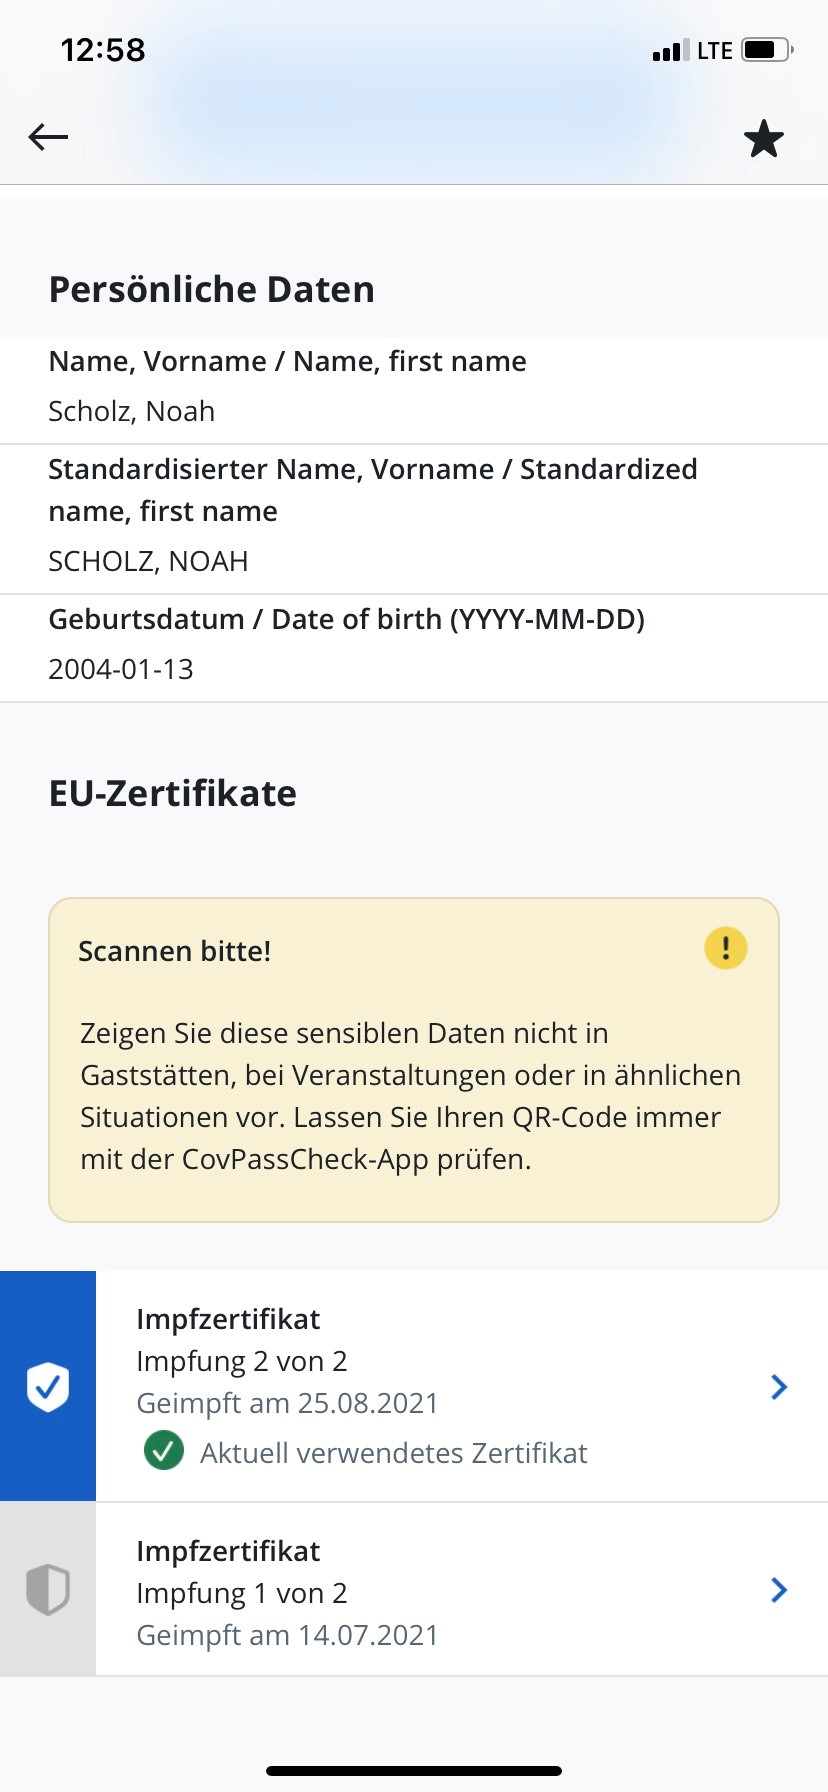 12:58
LTE
Persönliche Daten
Name, Vorname / Name, first name
Scholz, Noah
Standardisierter Name, Vorname / Standardized
name, first name
SCHOLZ, NOAH
Geburtsdatum / Date of birth (YYYY-MM-DD)
2004-01-13
EU-Zertifikate
Scannen bitte!
Zeigen Sie diese sensiblen Daten nicht in
Gaststätten, bei Veranstaltungen oder in ähnlichen
Situationen vor. Lassen Sie Ihren QR-Code immer
mit der CovPassCheck-App prüfen.
Impfzertifikat
Impfung 2 von 2
Geimpft am 25.08.2021
Aktuell verwendetes Zertifikat
Impfzertifikat
Impfung 1 von 2
Geimpft am 14.07.2021